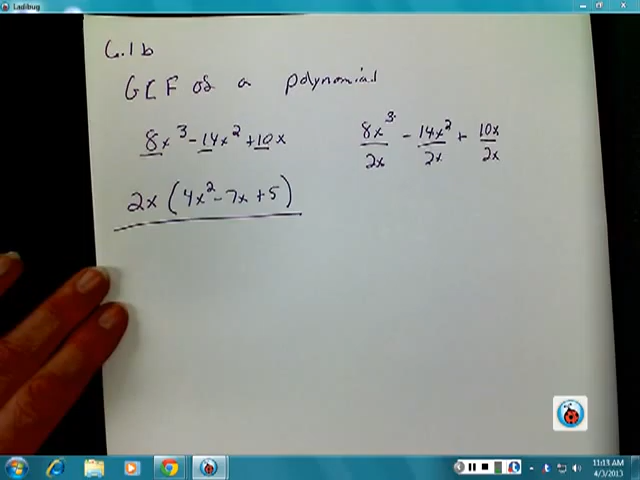 Ladibug
6.1b
GCF of a polynomial
8x³ - 14x² + 10x
8x³/2x - 14x²/2x + 10x/2x
2x (4x² - 7x + 5)
11:13 AM
4/3/2013